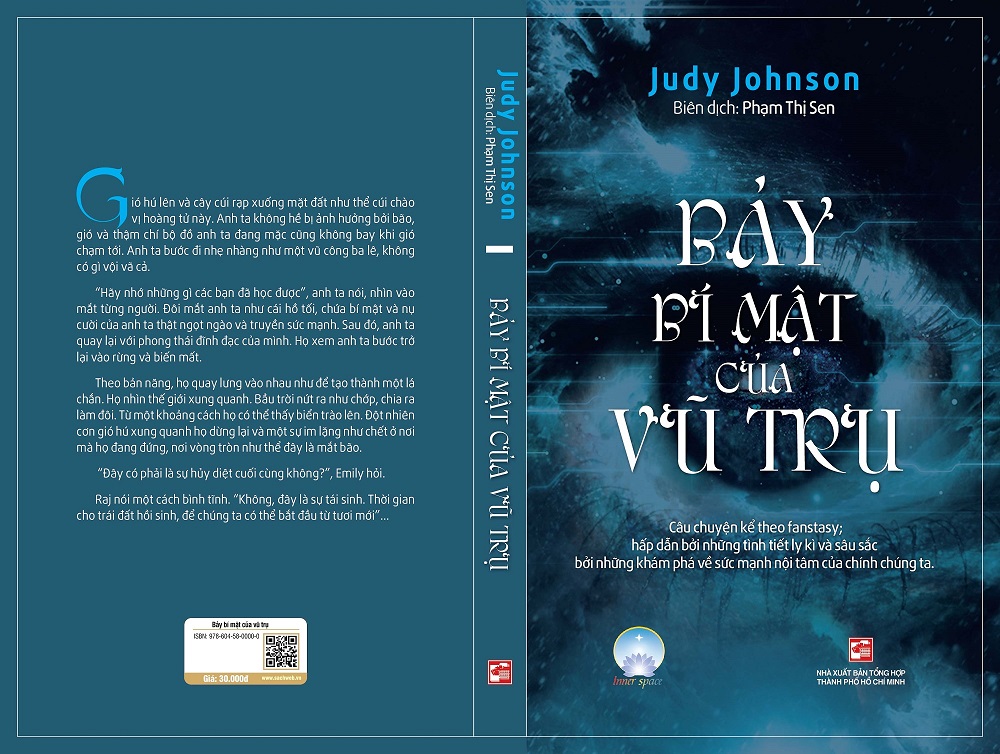 Gió hú lên và cây cúi rạp xuống mặt đất như thể cúi chào
vị hoàng tử này. Anh ta không hề bị ảnh hưởng bởi bão,
gió và thậm chí bộ đồ anh ta đang mặc cũng không bay khi gió
chạm tới. Anh ta bước đi nhẹ nhàng như một vũ công ba lê, không
có gì vội vã cả.
“Hãy nhớ những gì các bạn đã học được”, anh ta nói, nhìn vào
mắt từng người. Đôi mắt anh ta như cái hồ tối, chứa bí mật và nụ
cười của anh ta thật ngọt ngào và truyền sức mạnh. Sau đó, anh ta
quay lại với phong thái đĩnh đạc của mình. Họ xem anh ta bước trở
lại vào rừng và biến mất.
Theo bản năng, họ quay lưng vào nhau như để tạo thành một lá
chắn. Họ nhìn thế giới xung quanh. Bầu trời nứt ra như chớp, chia ra
làm đôi. Từ một khoảng cách họ có thể thấy biển trào lên. Đột nhiên
cơn gió hú xung quanh họ dừng lại và một sự im lặng như chết ở nơi
mà họ đang đứng, nơi vòng tròn như thể đây là mắt bão.
“Đây có phải là sự hủy diệt cuối cùng không?”, Emily hỏi.
Raj nói một cách bình tĩnh. “Không, đây là sự tái sinh. Thời gian
cho trái đất hồi sinh, để chúng ta có thể bắt đầu từ tươi mới”...
Bảy bí mật của vũ trụ
ISBN: 978-604-58-0000-0
Giá: 30.000đ
www.sachweb.vn
Judy Johnson
Biên dịch: Phạm Thị Sen
BẢY BÍ MẬT CỦA VŨ TRỤ
Judy Johnson
Biên dịch: Phạm Thị Sen
BẢY
BÍ MẬT
CỦA
VŨ TRỤ
Câu chuyện kể theo fanstasy;
hấp dẫn bởi những tình tiết ly kì và sâu sắc
bởi những khám phá về sức mạnh nội tâm của chính chúng ta.
Inner space
NHÀ XUẤT BẢN TỔNG HỢP
THÀNH PHỐ HỒ CHÍ MINH